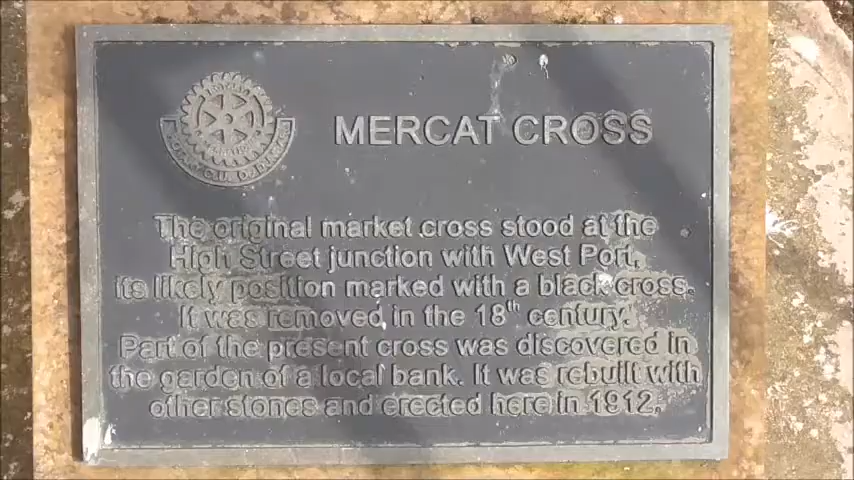 MERCAT CROSS
The original market cross stood at the
High Street junction with West Port,
its likely position marked with a black cross.
It was removed in the 18th century.
Part of the present cross was discovered in
the garden of a local bank. It was rebuilt with
other stones and erected here in 1912.